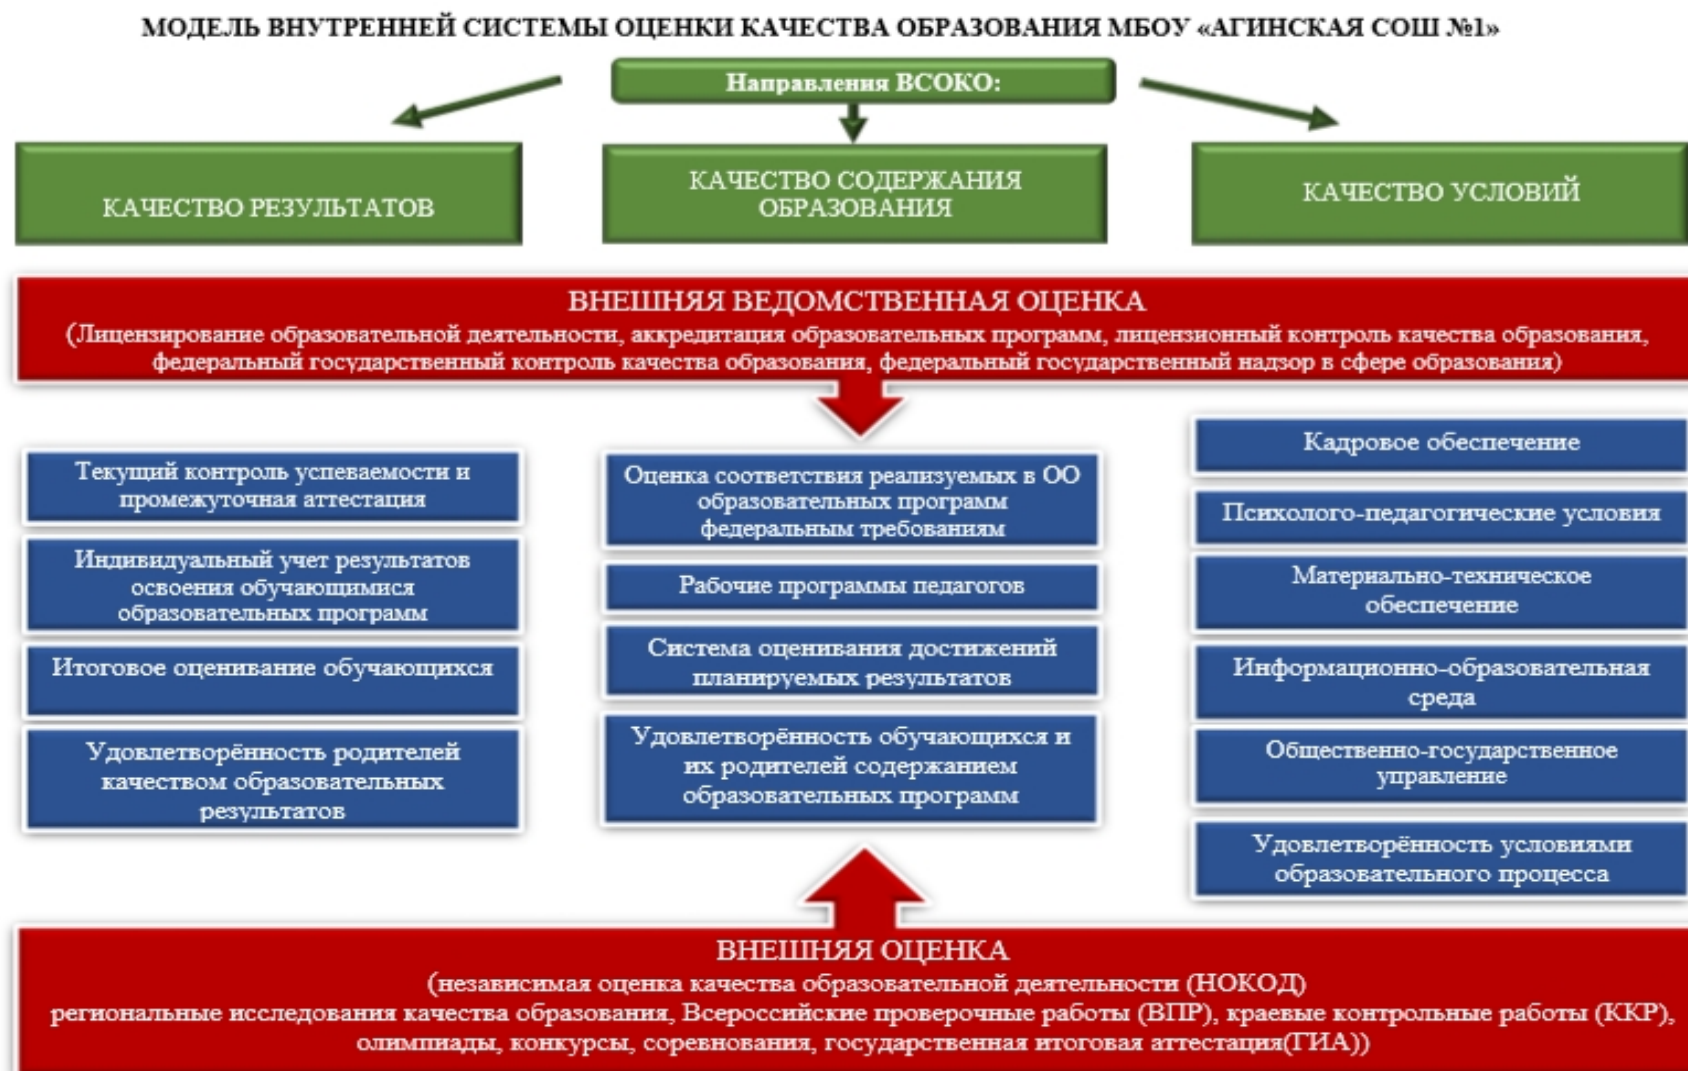 МОДЕЛЬ ВНУТРЕННЕЙ СИСТЕМЫ ОЦЕНКИ КАЧЕСТВА ОБРАЗОВАНИЯ МБОУ «АГИНСКАЯ СОШ №1»
Направления ВСОКО:
КАЧЕСТВО РЕЗУЛЬТАТОВ
КАЧЕСТВО СОДЕРЖАНИЯ
ОБРАЗОВАНИЯ
КАЧЕСТВО УСЛОВИЙ
ВНЕШНЯЯ ВЕДОМСТВЕННАЯ ОЦЕНКА
(Лицензирование образовательной деятельности, аккредитация образовательных программ, лицензионный контроль качества образования,
федеральный государственный контроль качества образования, федеральный государственный надзор в сфере образования)
Текущий контроль успеваемости и
промежуточная аттестация
Индивидуальный учет результатов
освоения обучающимися
образовательных программ
Итоговое оценивание обучающихся
Удовлетворённость родителей
качеством образовательных
результатов
Оценка соответствия реализуемых в ОО
образовательных программ
федеральным требованиям
Рабочие программы педагогов
Система оценивания достижений
планируемых результатов
Удовлетворённость обучающихся и
их родителей содержанием
образовательных программ
Кадровое обеспечение
Психолого-педагогические условия
Материально-техническое
обеспечение
Информационно-образовательная
среда
Общественно-государственное
управление
Удовлетворённость условиями
образовательного процесса
ВНЕШНЯЯ ОЦЕНКА
(независимая оценка качества образовательной деятельности (НОКОД)
региональные исследования качества образования, Всероссийские проверочные работы (ВПР), краевые контрольные работы (ККР),
олимпиады, конкурсы, соревнования, государственная итоговая аттестация(ГИА))